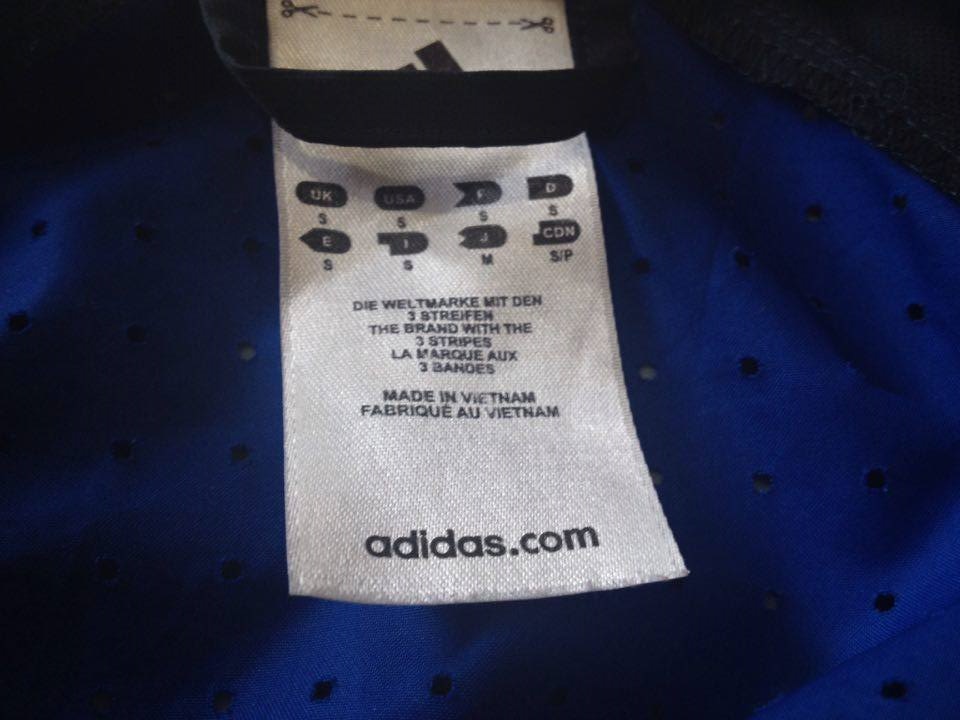 UK USA F D
S S S S
E I J CDN
S S M S/P
DIE WELTMARKE MIT DEN
3 STREIFEN
THE BRAND WITH THE
3 STRIPES
LA MARQUE AUX
3 BANDES
MADE IN VIETNAM
FABRIQUÉ AU VIETNAM
adidas.com